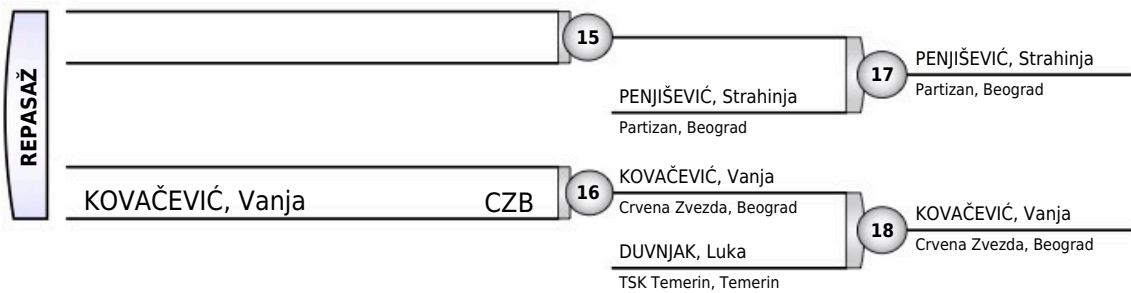 REPASAŽ
15
PENJIŠEVIĆ, Strahinja
Partizan, Beograd
17
PENJIŠEVIĆ, Strahinja
Partizan, Beograd
KOVAČEVIĆ, Vanja CZB
16
KOVAČEVIĆ, Vanja
Crvena Zvezda, Beograd
DUVNJAK, Luka
TSK Temerin, Temerin
18
KOVAČEVIĆ, Vanja
Crvena Zvezda, Beograd